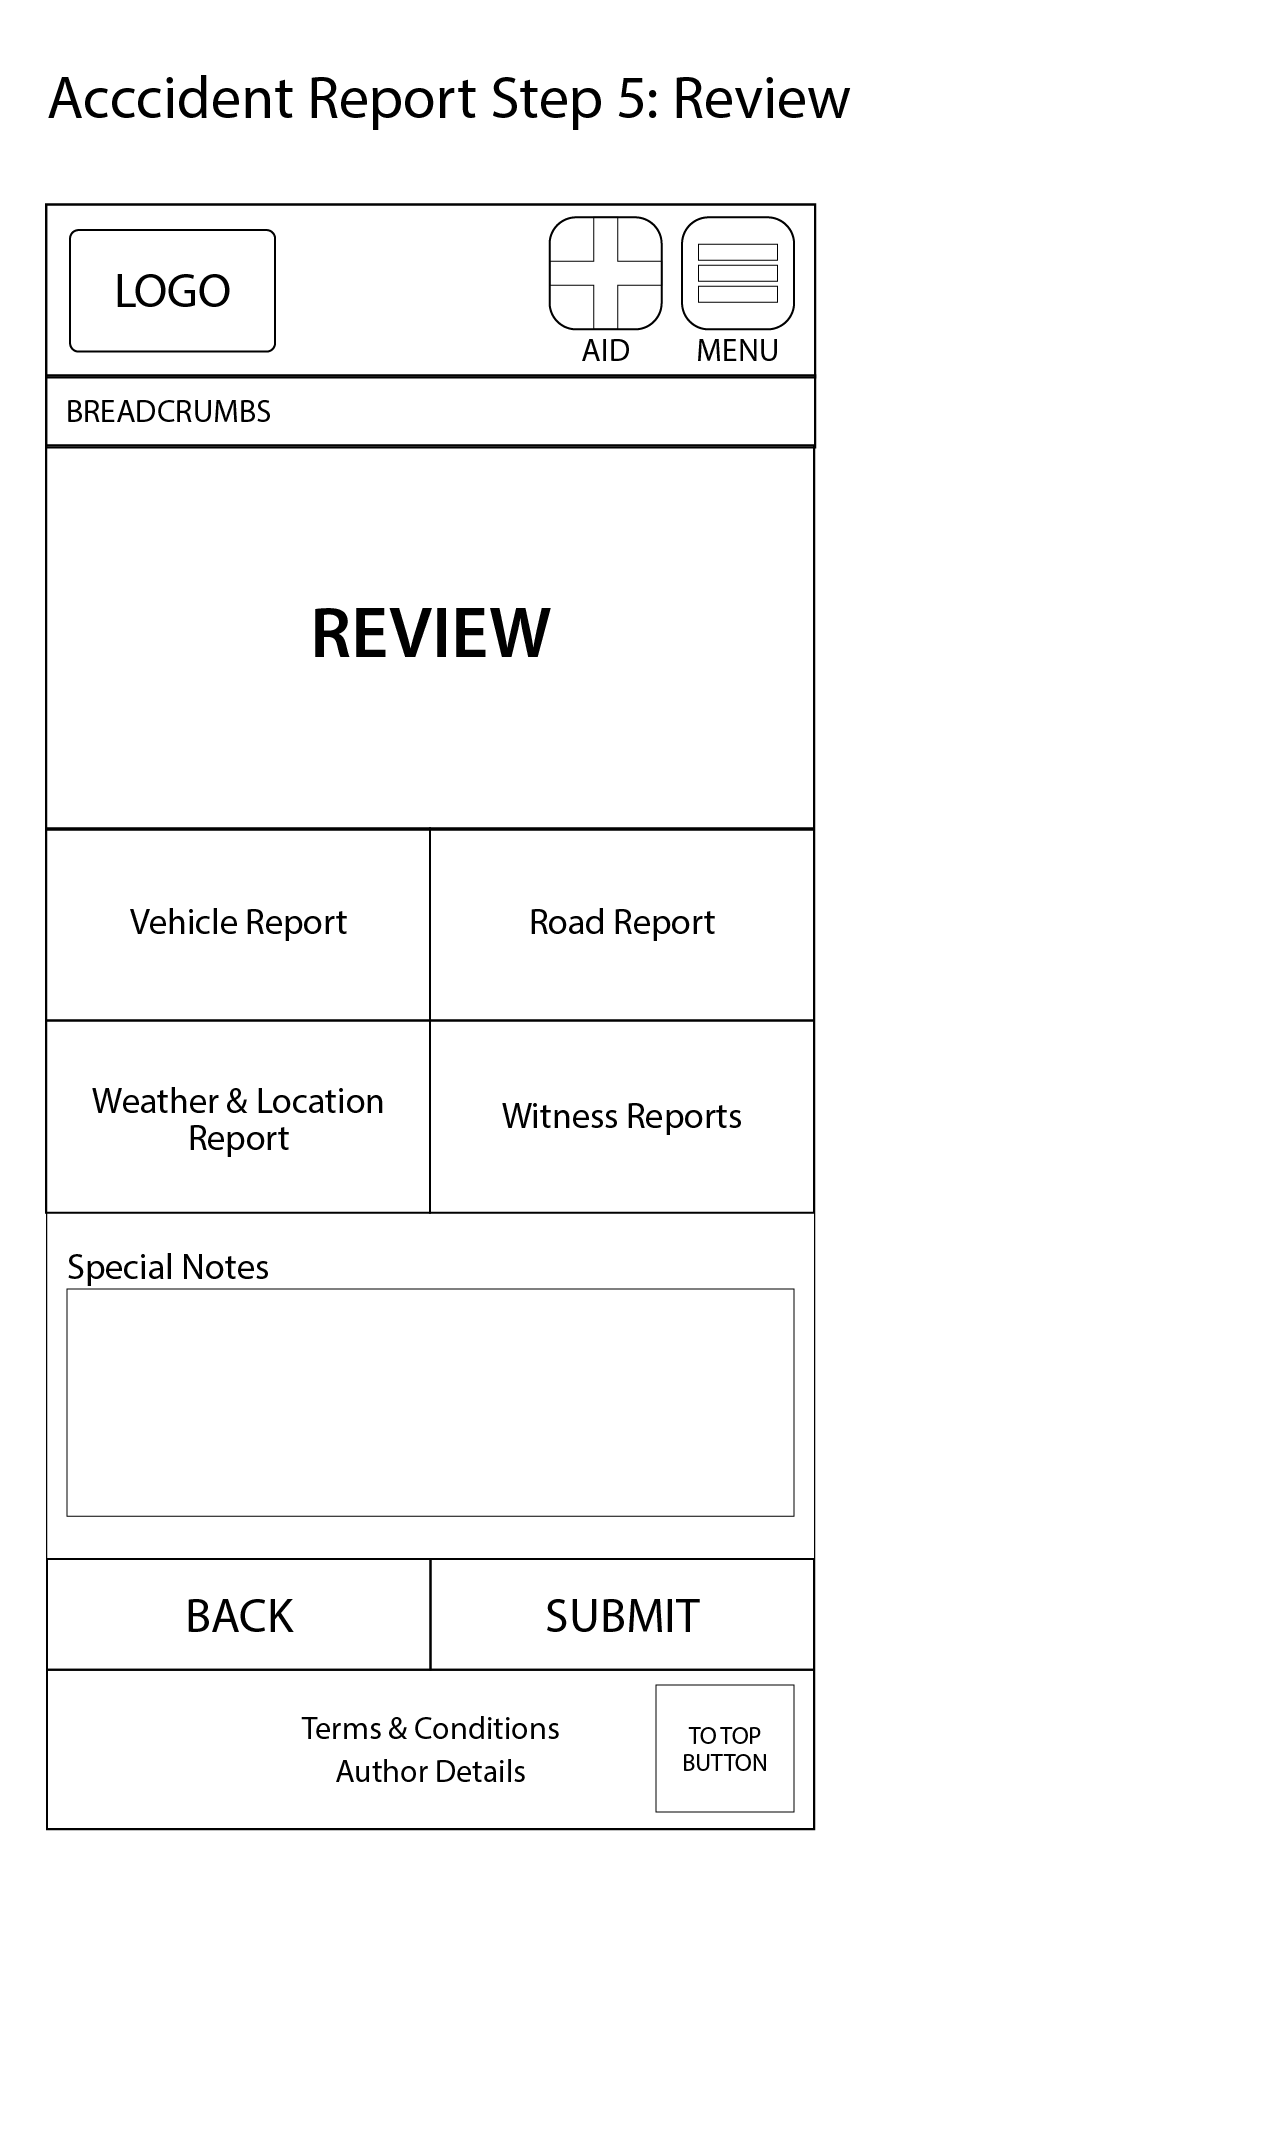 Acccident Report Step 5: Review
LOGO
AID
MENU
BREADCRUMBS
REVIEW
Vehicle Report
Road Report
Weather & Location
Report
Witness Reports
Special Notes
BACK
SUBMIT
Terms & Conditions
Author Details
TO TOP
BUTTON